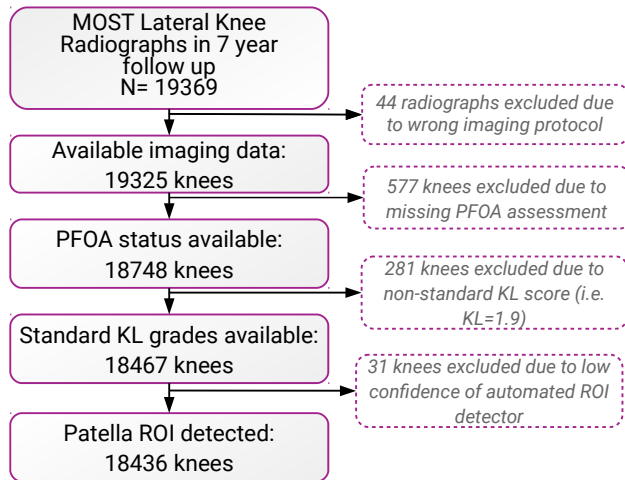 MOST Lateral Knee
Radiographs in 7 year
follow up
N= 19369
44 radiographs excluded due
to wrong imaging protocol
Available imaging data:
19325 knees
577 knees excluded due to
missing PFOA assessment
PFOA status available:
18748 knees
281 knees excluded due to
non-standard KL score (i.e.
KL=1.9)
Standard KL grades available:
18467 knees
31 knees excluded due to low
confidence of automated ROI
detector
Patella ROI detected:
18436 knees